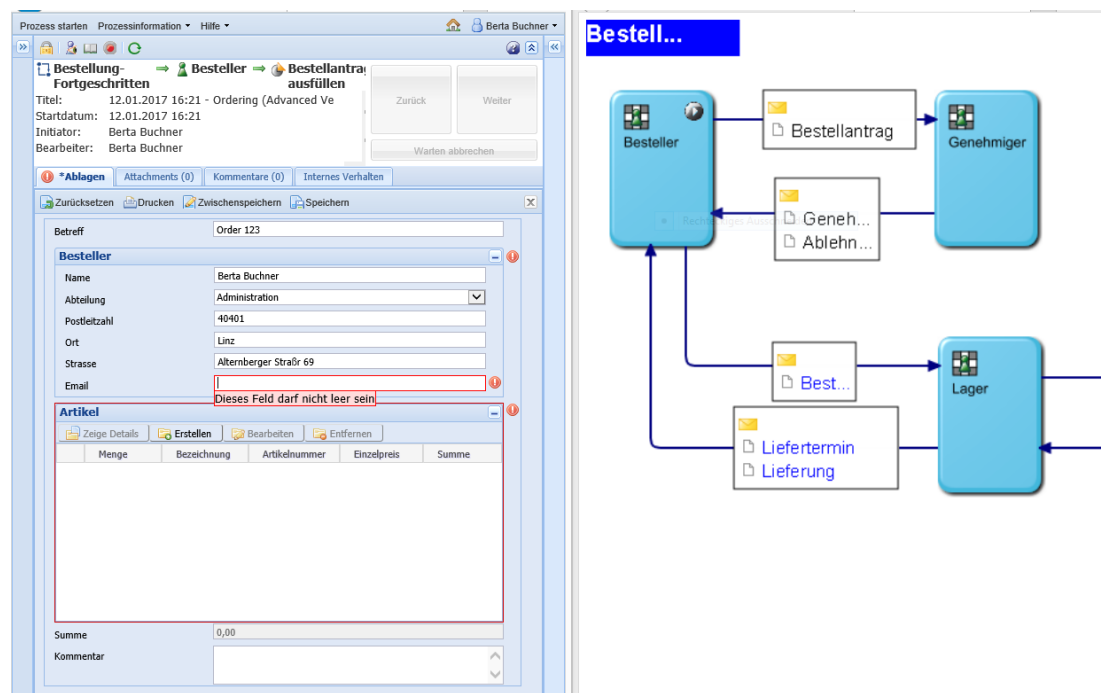 Prozess starten Prozessinformation Hilfe Berta Buchner
Bestellung-Fortgeschritten Besteller Bestellantrag ausfüllen
Titel: 12.01.2017 16:21 - Ordering (Advanced Ve
Startdatum: 12.01.2017 16:21
Initiator: Berta Buchner
Bearbeiter: Berta Buchner
Zurück Weiter
Warten abbrechen
*Ablagen Attachments (0) Kommentare (0) Internes Verhalten
Zurücksetzen Drucken Zwischenspeichern Speichern
Betreff Order 123
Besteller
Name Berta Buchner
Abteilung Administration
Postleitzahl 40401
Ort Linz
Strasse Alternberger Straßr 69
Email
Dieses Feld darf nicht leer sein
Artikel
Zeige Details Erstellen Bearbeiten Entfernen
Menge Bezeichnung Artikelnummer Einzelpreis Summe
Summe 0,00
Kommentar
Bestell...
Besteller
Bestellantrag
Genehmiger
Geneh...
Ablehn...
Best...
Lager
Liefertermin
Lieferung